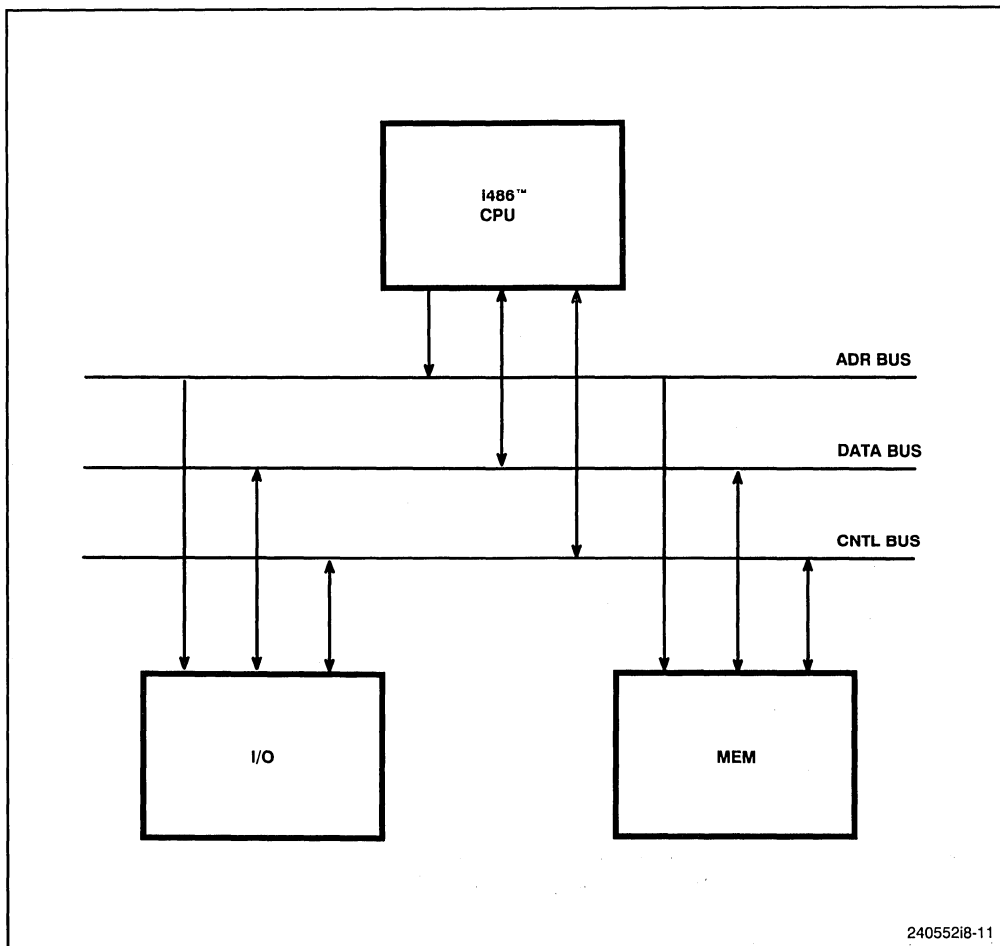 i486™
CPU
ADR BUS
DATA BUS
CNTL BUS
I/O
MEM
240552i8-11